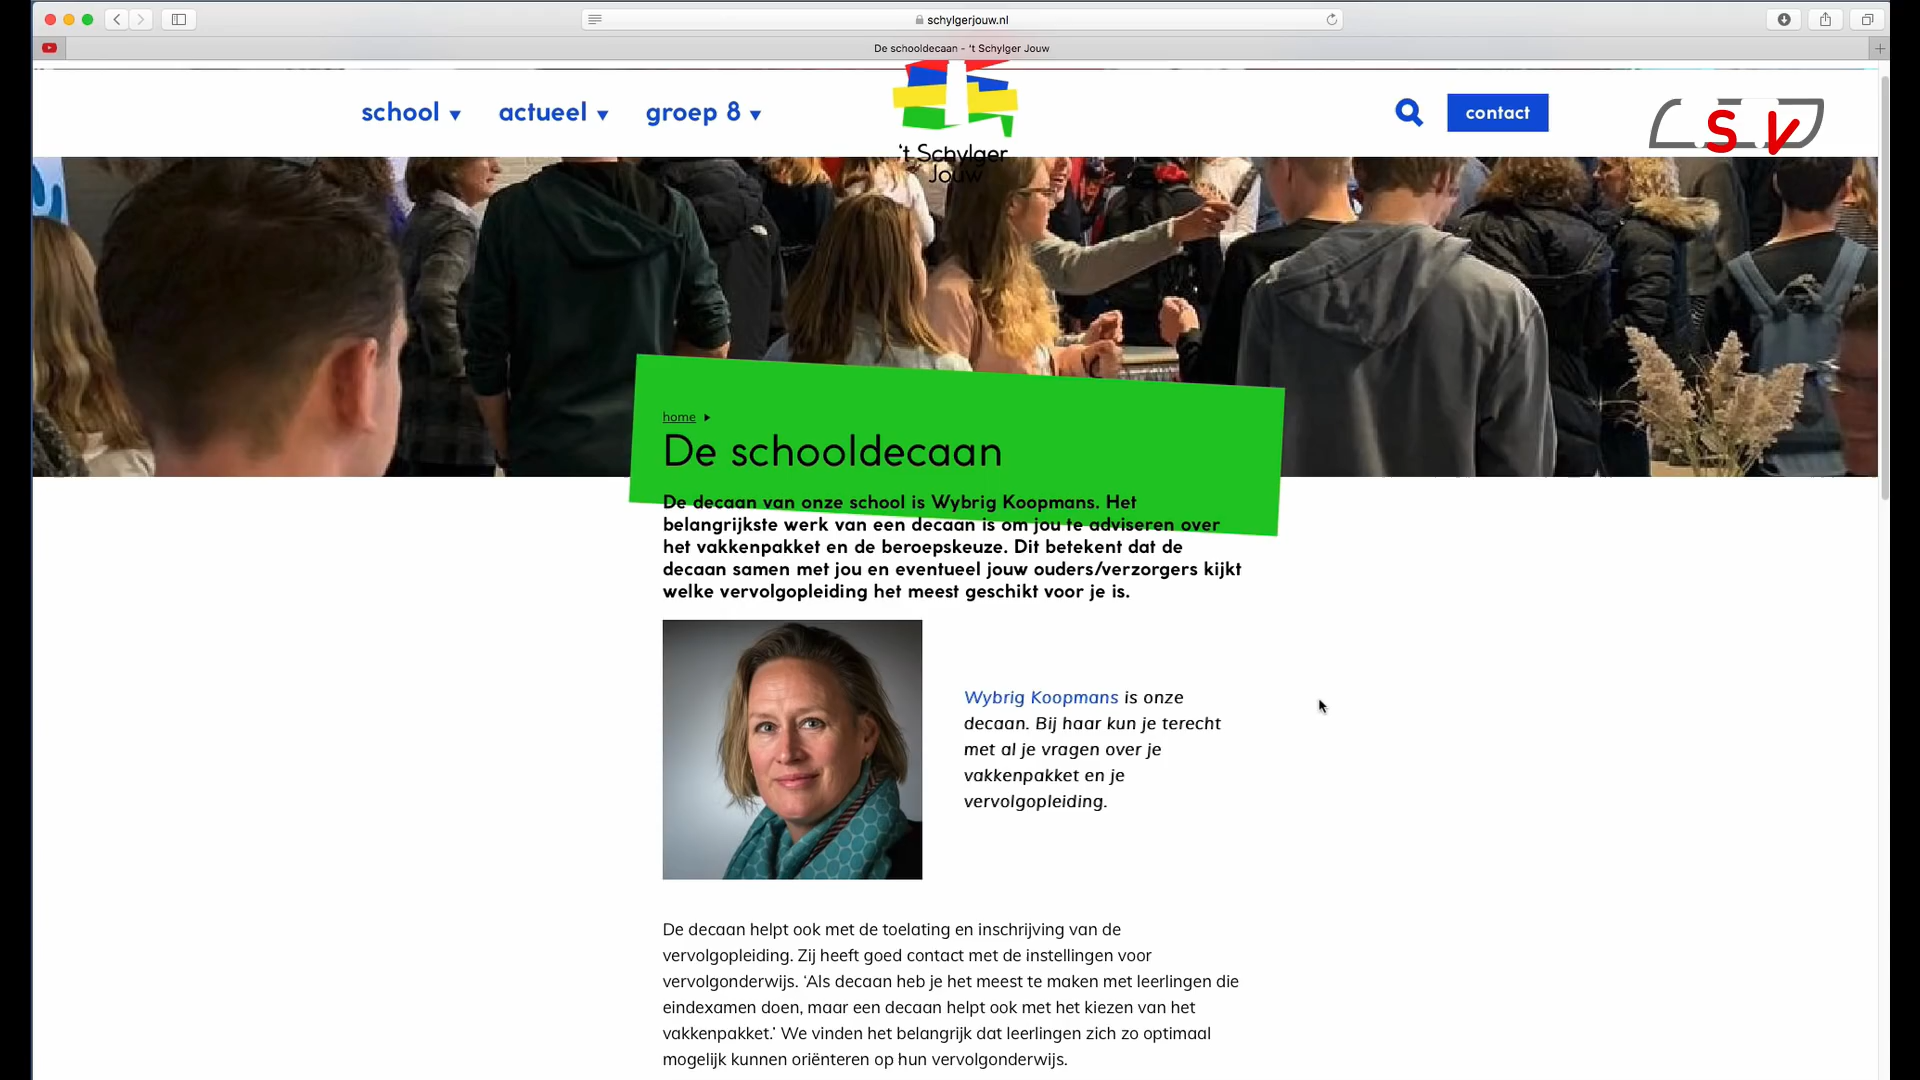 schylgerjouw.nl
De schooldecaan - 't Schylger Jouw
school ▼ actueel ▼ groep 8 ▼
't Schylger
Jouw
contact
S V
home ▸
De schooldecaan
De decaan van onze school is Wybrig Koopmans. Het
belangrijkste werk van een decaan is om jou te adviseren over
het vakkenpakket en de beroepskeuze. Dit betekent dat de
decaan samen met jou en eventueel jouw ouders/verzorgers kijkt
welke vervolgopleiding het meest geschikt voor je is.
Wybrig Koopmans is onze
decaan. Bij haar kun je terecht
met al je vragen over je
vakkenpakket en je
vervolgopleiding.
De decaan helpt ook met de toelating en inschrijving van de
vervolgopleiding. Zij heeft goed contact met de instellingen voor
vervolgonderwijs. ‘Als decaan heb je het meest te maken met leerlingen die
eindexamen doen, maar een decaan helpt ook met het kiezen van het
vakkenpakket.’ We vinden het belangrijk dat leerlingen zich zo optimaal
mogelijk kunnen oriënteren op hun vervolgonderwijs.